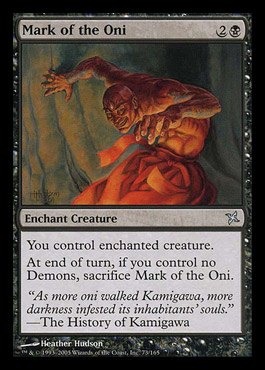 Mark of the Oni 2
Enchant Creature
You control enchanted creature.
At end of turn, if you control no
Demons, sacrifice Mark of the Oni.
“As more oni walked Kamigawa, more
darkness infested its inhabitants’ souls.”
—The History of Kamigawa
Heather Hudson
™ & © 1993–2005 Wizards of the Coast, Inc. 73/165